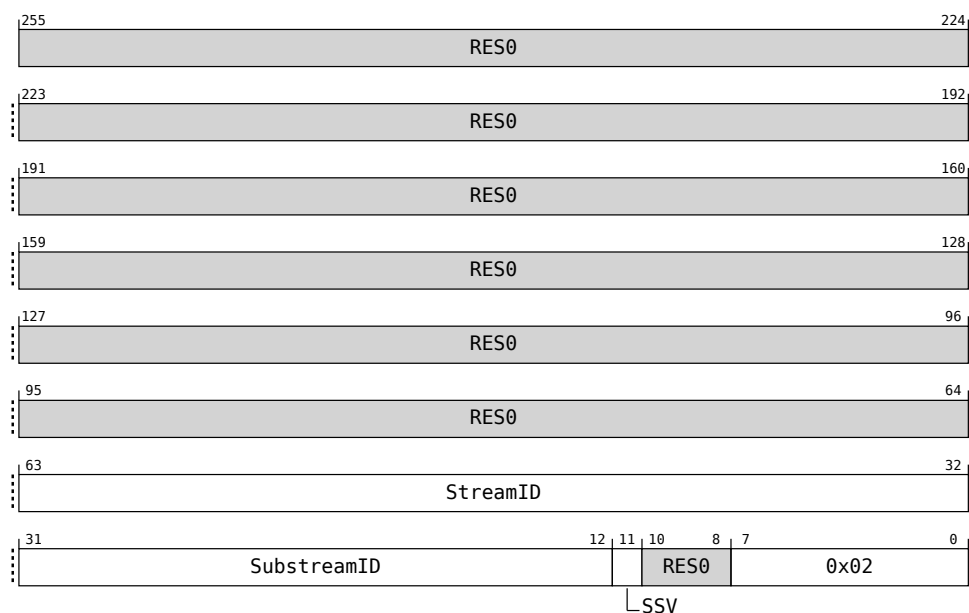 255 224
RES0
223 192
RES0
191 160
RES0
159 128
RES0
127 96
RES0
95 64
RES0
63 32
StreamID
31 12 11 10 8 7 0
SubstreamID RES0 0x02
SSV